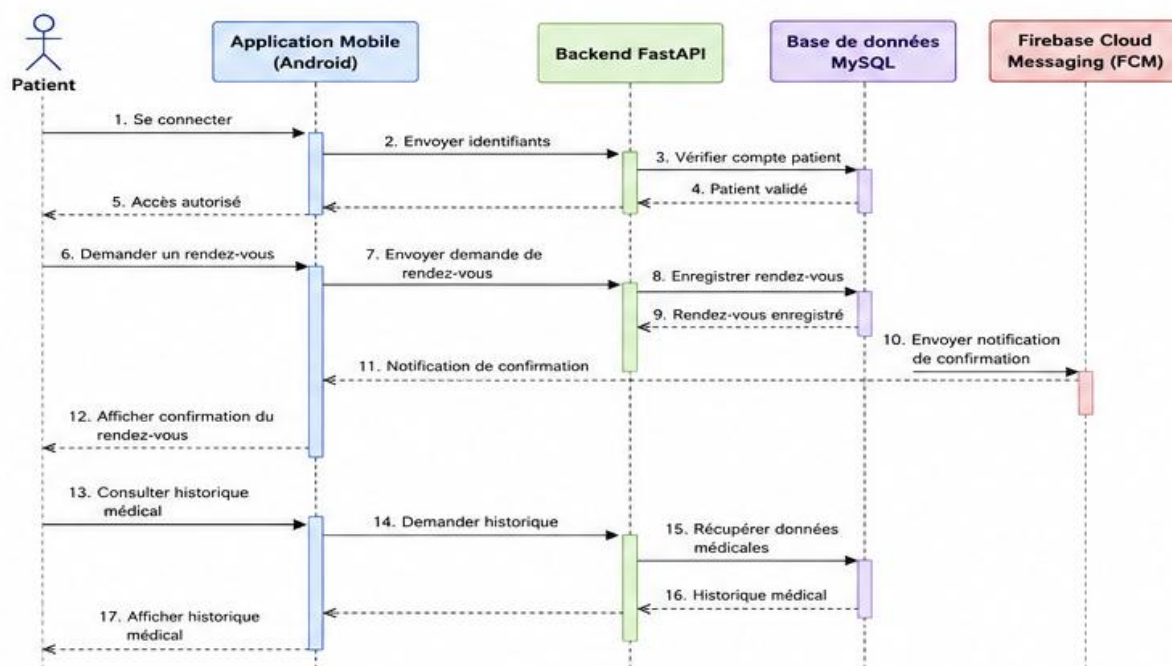 Application Mobile
(Android)
Backend FastAPI
Base de données
MySQL
Firebase Cloud
Messaging (FCM)
Patient
1. Se connecter
2. Envoyer identifiants
3. Vérifier compte patient
4. Patient validé
5. Accès autorisé
6. Demander un rendez-vous
7. Envoyer demande de
rendez-vous
8. Enregistrer rendez-vous
9. Rendez-vous enregistré
10. Envoyer notification
de confirmation
11. Notification de confirmation
12. Afficher confirmation du
rendez-vous
13. Consulter historique
médical
14. Demander historique
15. Récupérer données
médicales
16. Historique médical
17. Afficher historique
médical